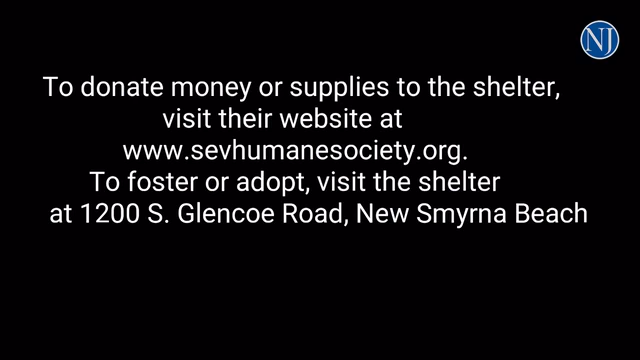 NJ
To donate money or supplies to the shelter,
visit their website at
www.sevhumanesociety.org.
To foster or adopt, visit the shelter
at 1200 S. Glencoe Road, New Smyrna Beach